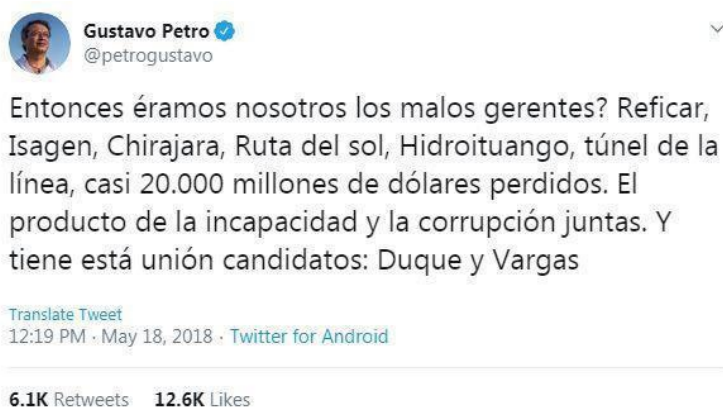 Gustavo Petro
@petrogustavo
Entonces éramos nosotros los malos gerentes? Reficar,
Isagen, Chirajara, Ruta del sol, Hidroituango, túnel de la
línea, casi 20.000 millones de dólares perdidos. El
producto de la incapacidad y la corrupción juntas. Y
tiene está unión candidatos: Duque y Vargas
Translate Tweet
12:19 PM · May 18, 2018 · Twitter for Android
6.1K Retweets 12.6K Likes